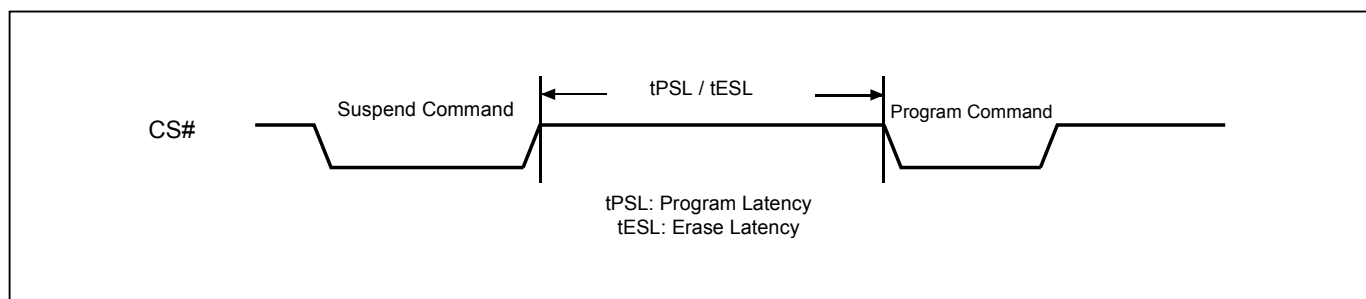 tPSL / tESL
Suspend Command
Program Command
CS#
tPSL: Program Latency
tESL: Erase Latency